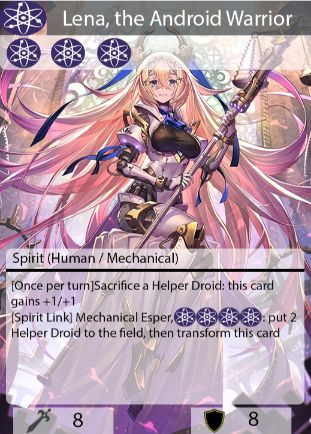 Lena, the Android Warrior
Spirit (Human / Mechanical)
[Once per turn]Sacrifice a Helper Droid: this card
gains +1/+1
[Spirit Link] Mechanical Esper,: put 2
Helper Droid to the field, then transform this card
8
8